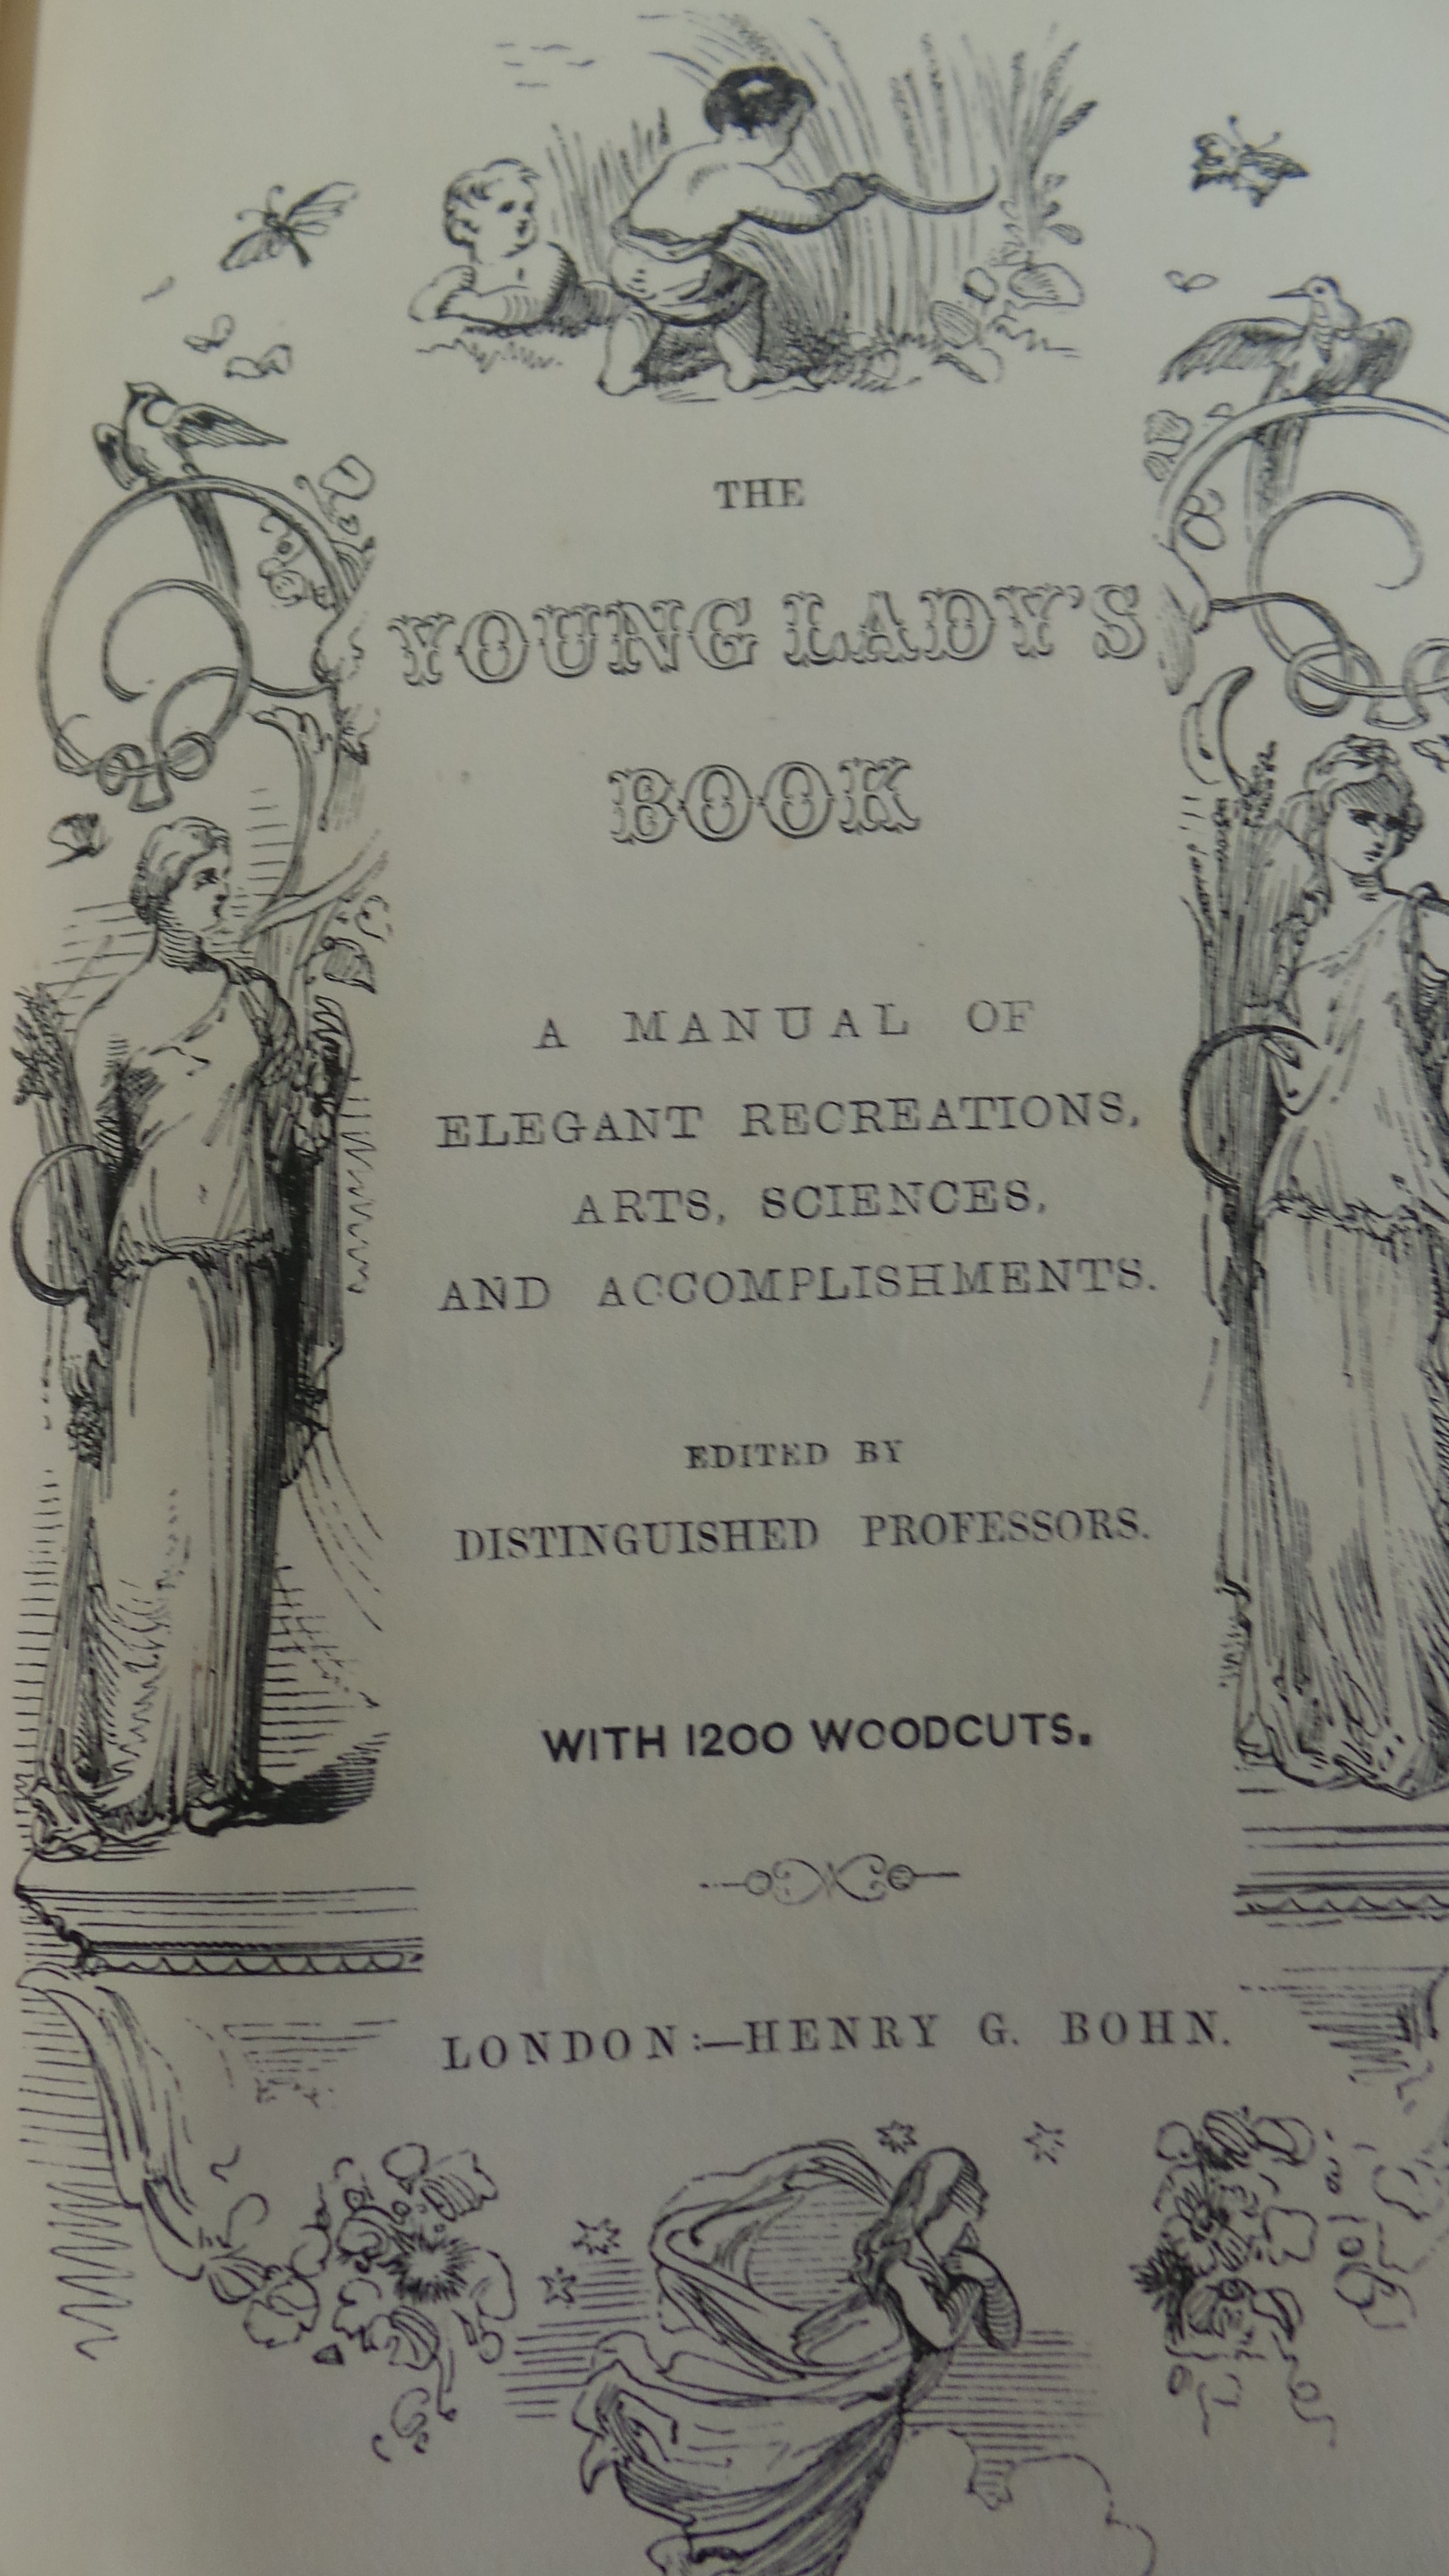 THE
YOUNG LADY'S
BOOK
A MANUAL OF
ELEGANT RECREATIONS,
ARTS, SCIENCES,
AND ACCOMPLISHMENTS.
EDITED BY
DISTINGUISHED PROFESSORS.
WITH 1200 WOODCUTS.
LONDON:—HENRY G. BOHN.